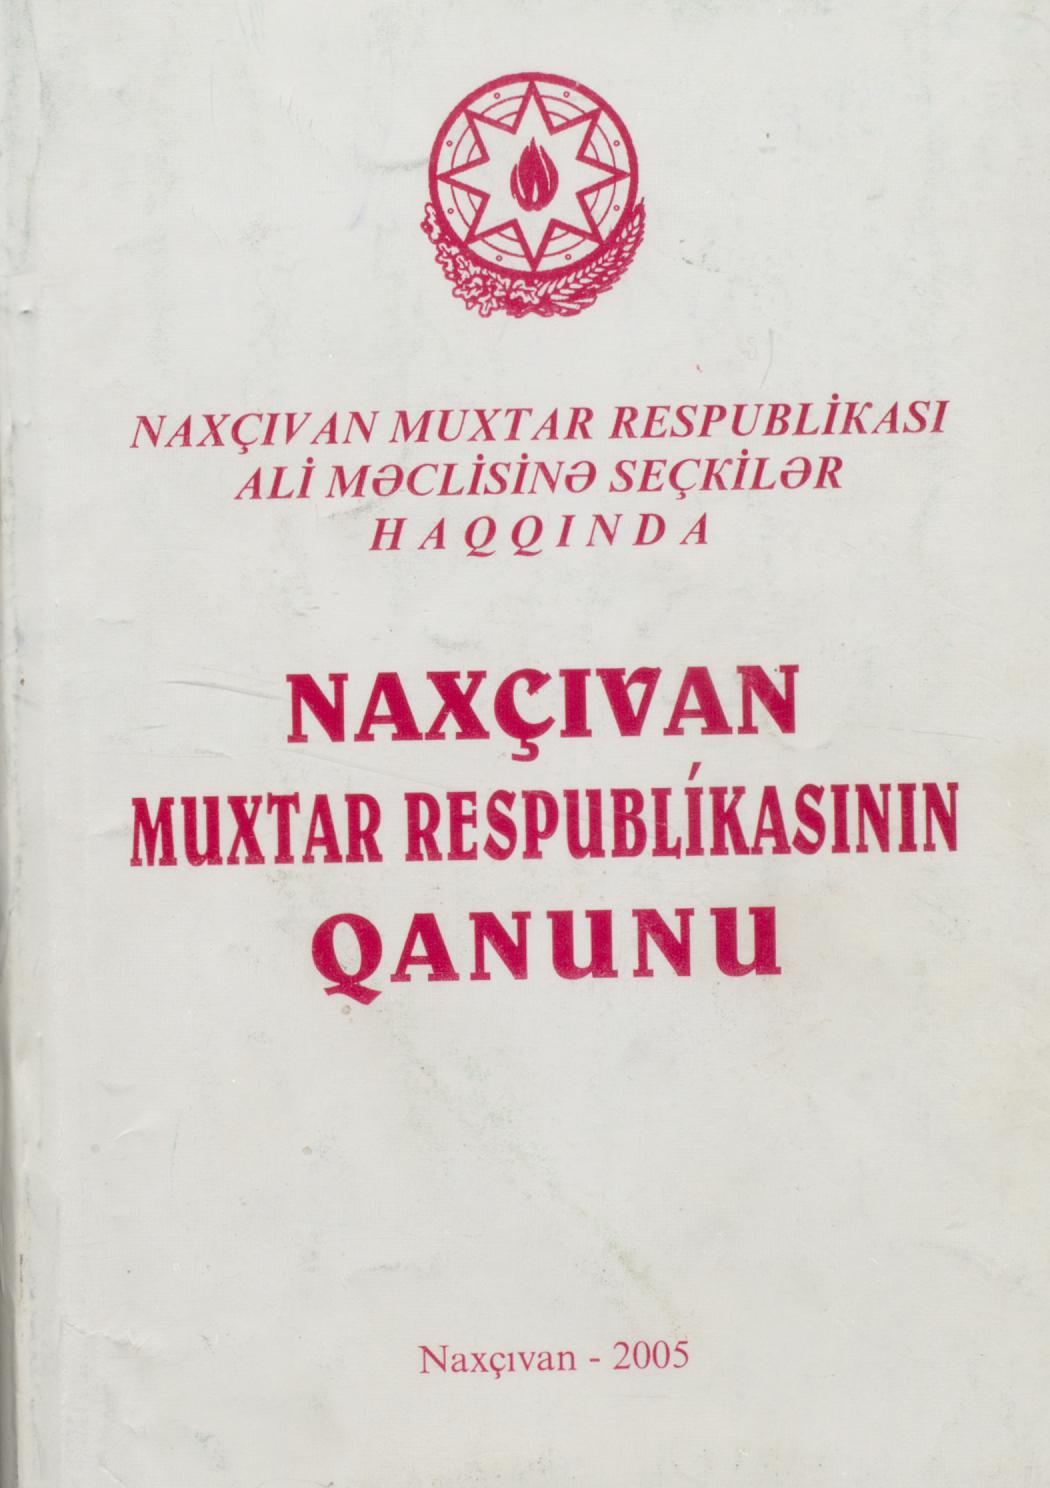 NAXÇIVAN MUXTAR RESPUBLİKASI
ALİ MƏCLİSİNƏ SEÇKİLƏR
HAQQINDA
NAXÇIVAN
MUXTAR RESPUBLİKASININ
QANUNU
Naxçıvan - 2005